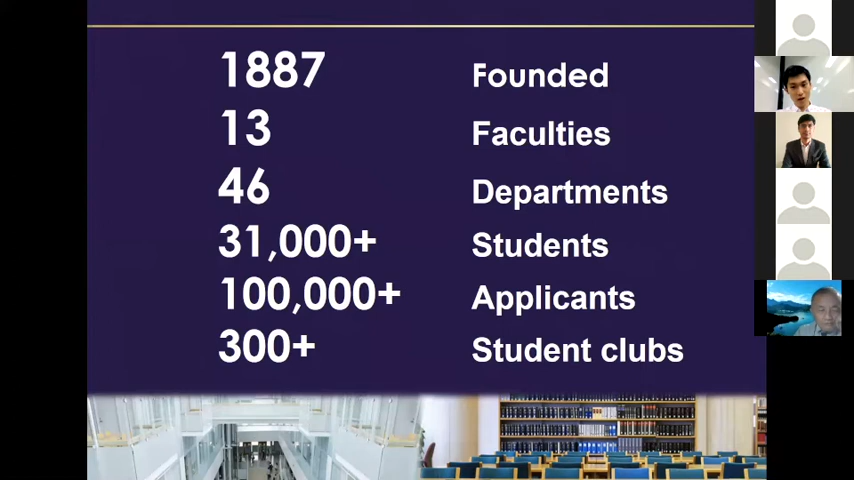 1887 Founded
13 Faculties
46 Departments
31,000+ Students
100,000+ Applicants
300+ Student clubs